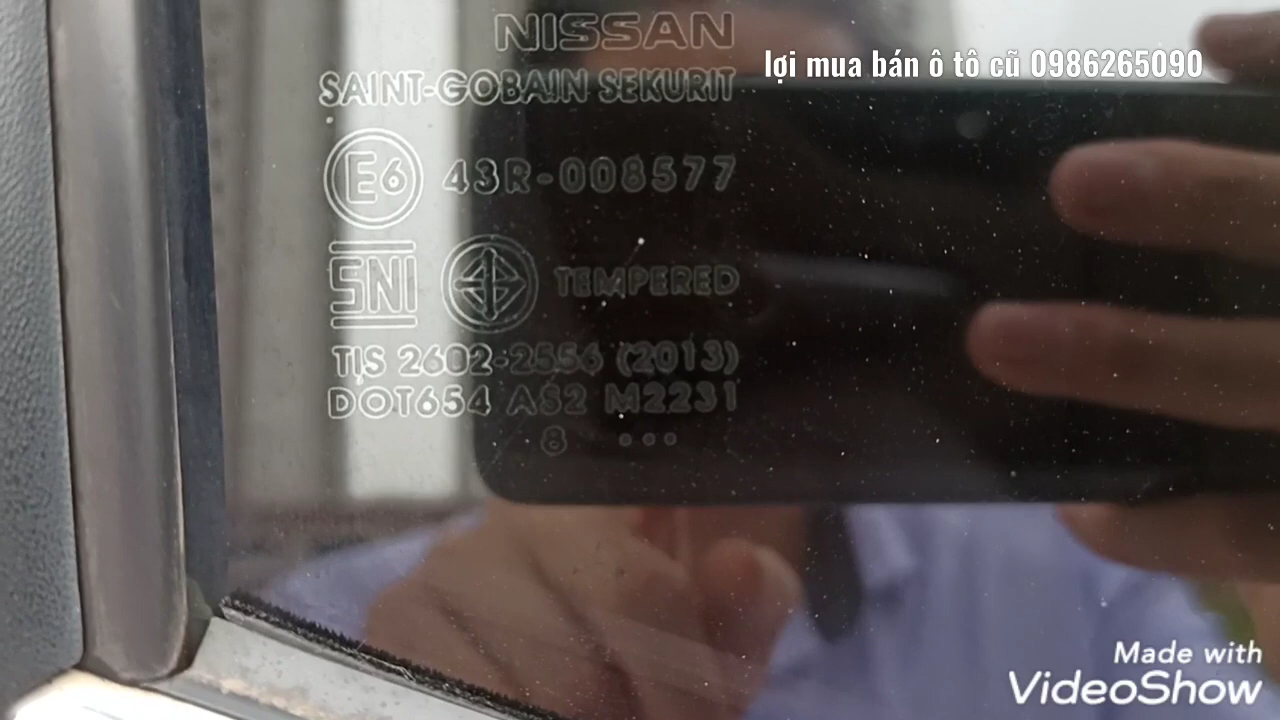 NISSAN
lợi mua bán ô tô cũ 0986265090
SAINT-GOBAIN SEKURIT
E6 43R-008577
SNI TEMPERED
TIS 2602-2556 (2013)
DOT654 AS2 M2231
8 •••
Made with
VideoShow